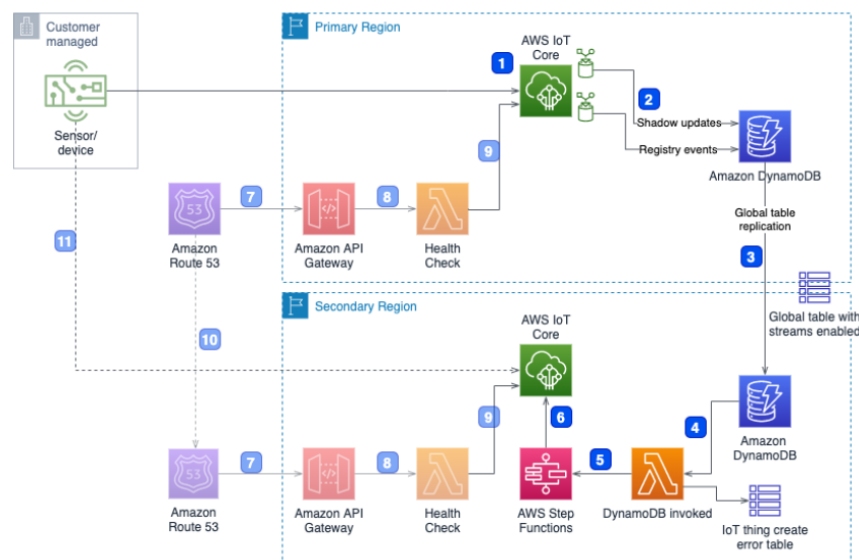 Customer
managed
Sensor/
device
Primary Region
AWS IoT
Core
1
2
Shadow updates
Registry events
Amazon DynamoDB
9
7
8
53
Amazon
Route 53
Amazon API
Gateway
Health
Check
Global table
replication
3
11
10
Global table with
streams enabled
Secondary Region
AWS IoT
Core
9
6
4
Amazon
DynamoDB
7
8
5
53
Amazon
Route 53
Amazon API
Gateway
Health
Check
AWS Step
Functions
DynamoDB invoked
IoT thing create
error table